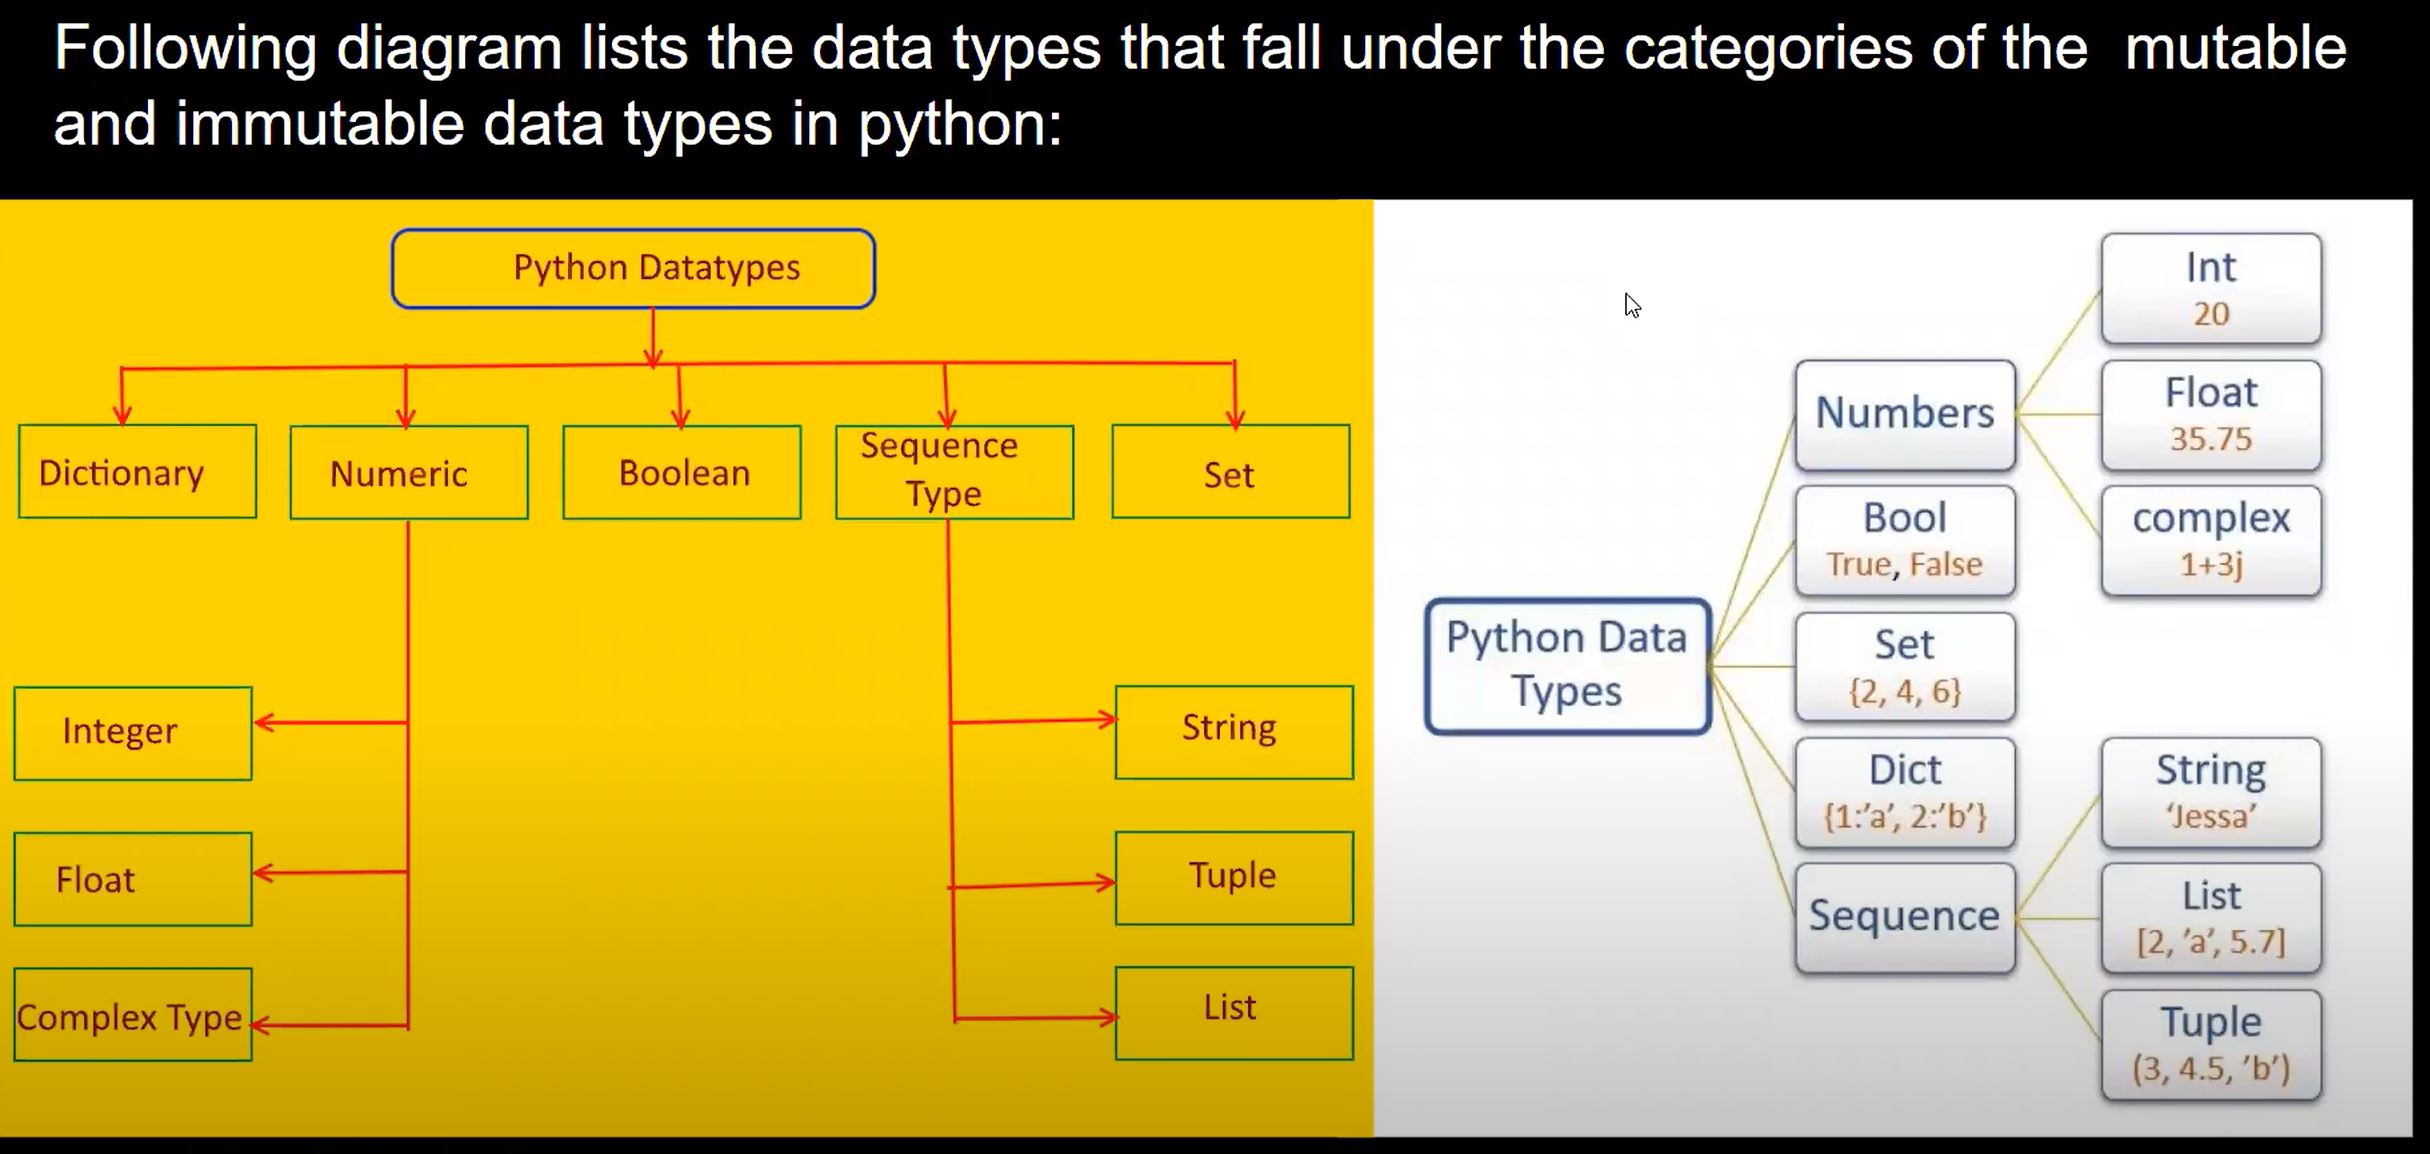 Following diagram lists the data types that fall under the categories of the  mutable
and immutable data types in python:
Python Datatypes
Dictionary
Numeric
Boolean
Sequence
Type
Set
Integer
Float
Complex Type
String
Tuple
List
Python Data
Types
Numbers
Int
20
Float
35.75
complex
1+3j
Bool
True, False
Set
{2, 4, 6}
Dict
{1:’a’, 2:’b’}
Sequence
String
‘Jessa’
List
[2, ’a’, 5.7]
Tuple
(3, 4.5, ’b’)